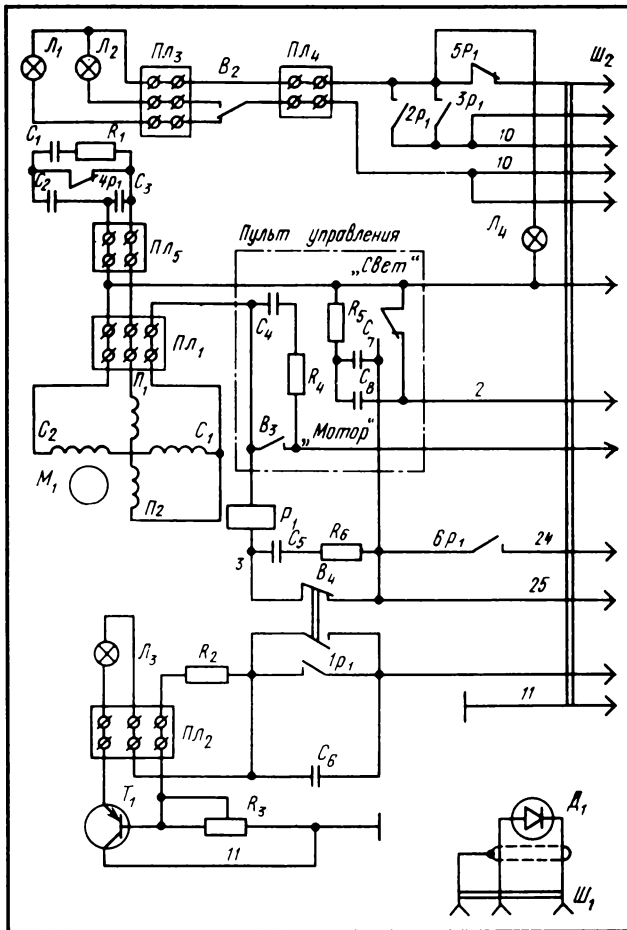 Л1 Л2 Пл3 В2 Пл4 5Р1 Ш2
2р1 3р1
10
10
С1 R1
С2 4р1 С3
Пл5
Л4
Пульт управления
„Свет“
С4 R5 С7
С8
R4
2
Пл1
П1
С2 С1
М1
П2
В3 „Мотор“
Р1
3 С5 R6 6Р1 24
В4 25
Л3
R2 1р1
11
Пл2
С6
Т1 R3
11
Д1
Ш1